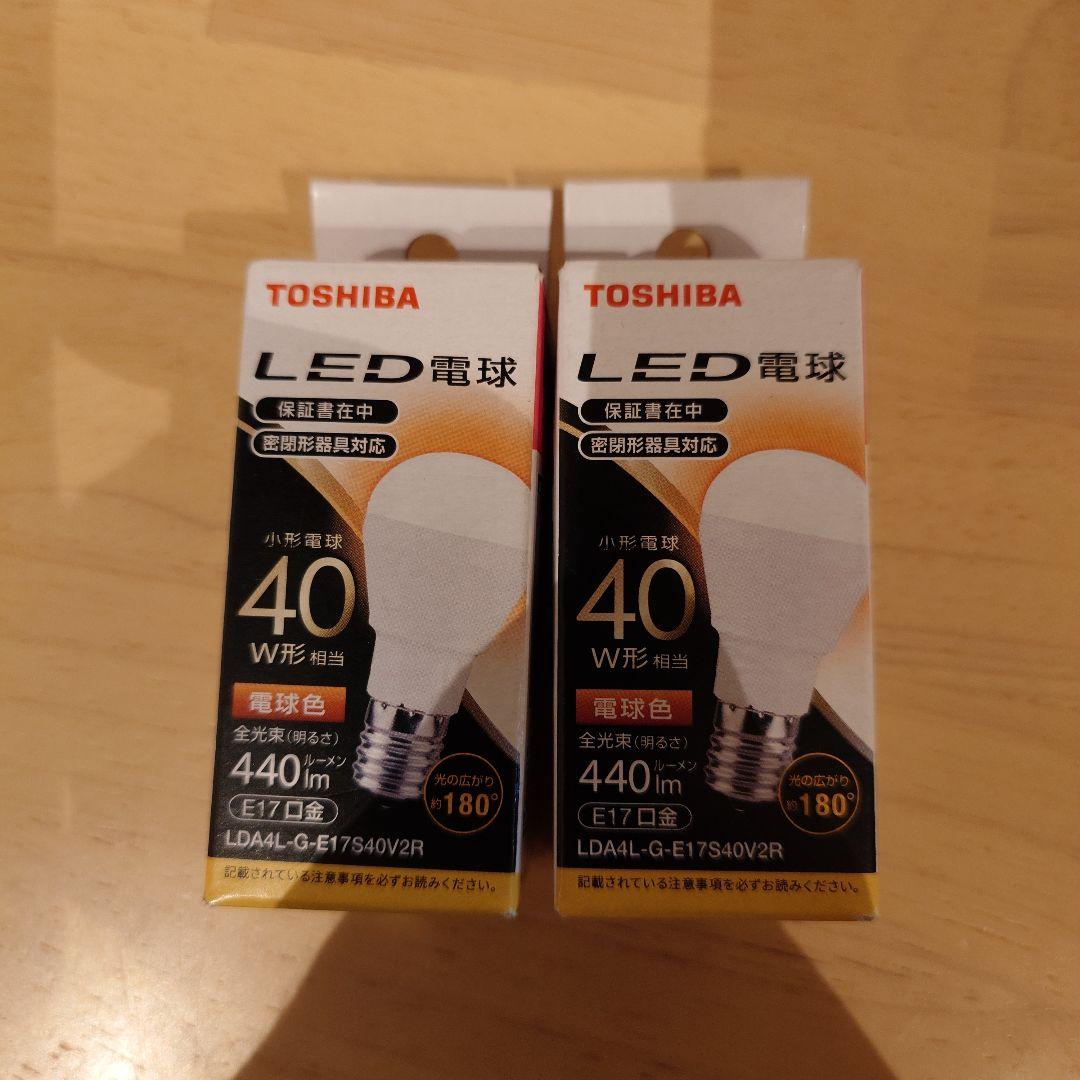 TOSHIBA
LED電球
保証書在中
密閉形器具対応
小形電球
40
W形 相当
電球色
全光束(明るさ)
440lm ルーメン
E17口金
光の広がり
約180°
LDA4L-G-E17S40V2R
記載されている注意事項を必ずお読みください。
TOSHIBA
LED電球
保証書在中
密閉形器具対応
小形電球
40
W形 相当
電球色
全光束(明るさ)
440lm ルーメン
E17口金
光の広がり
約180°
LDA4L-G-E17S40V2R
記載されている注意事項を必ずお読みください。